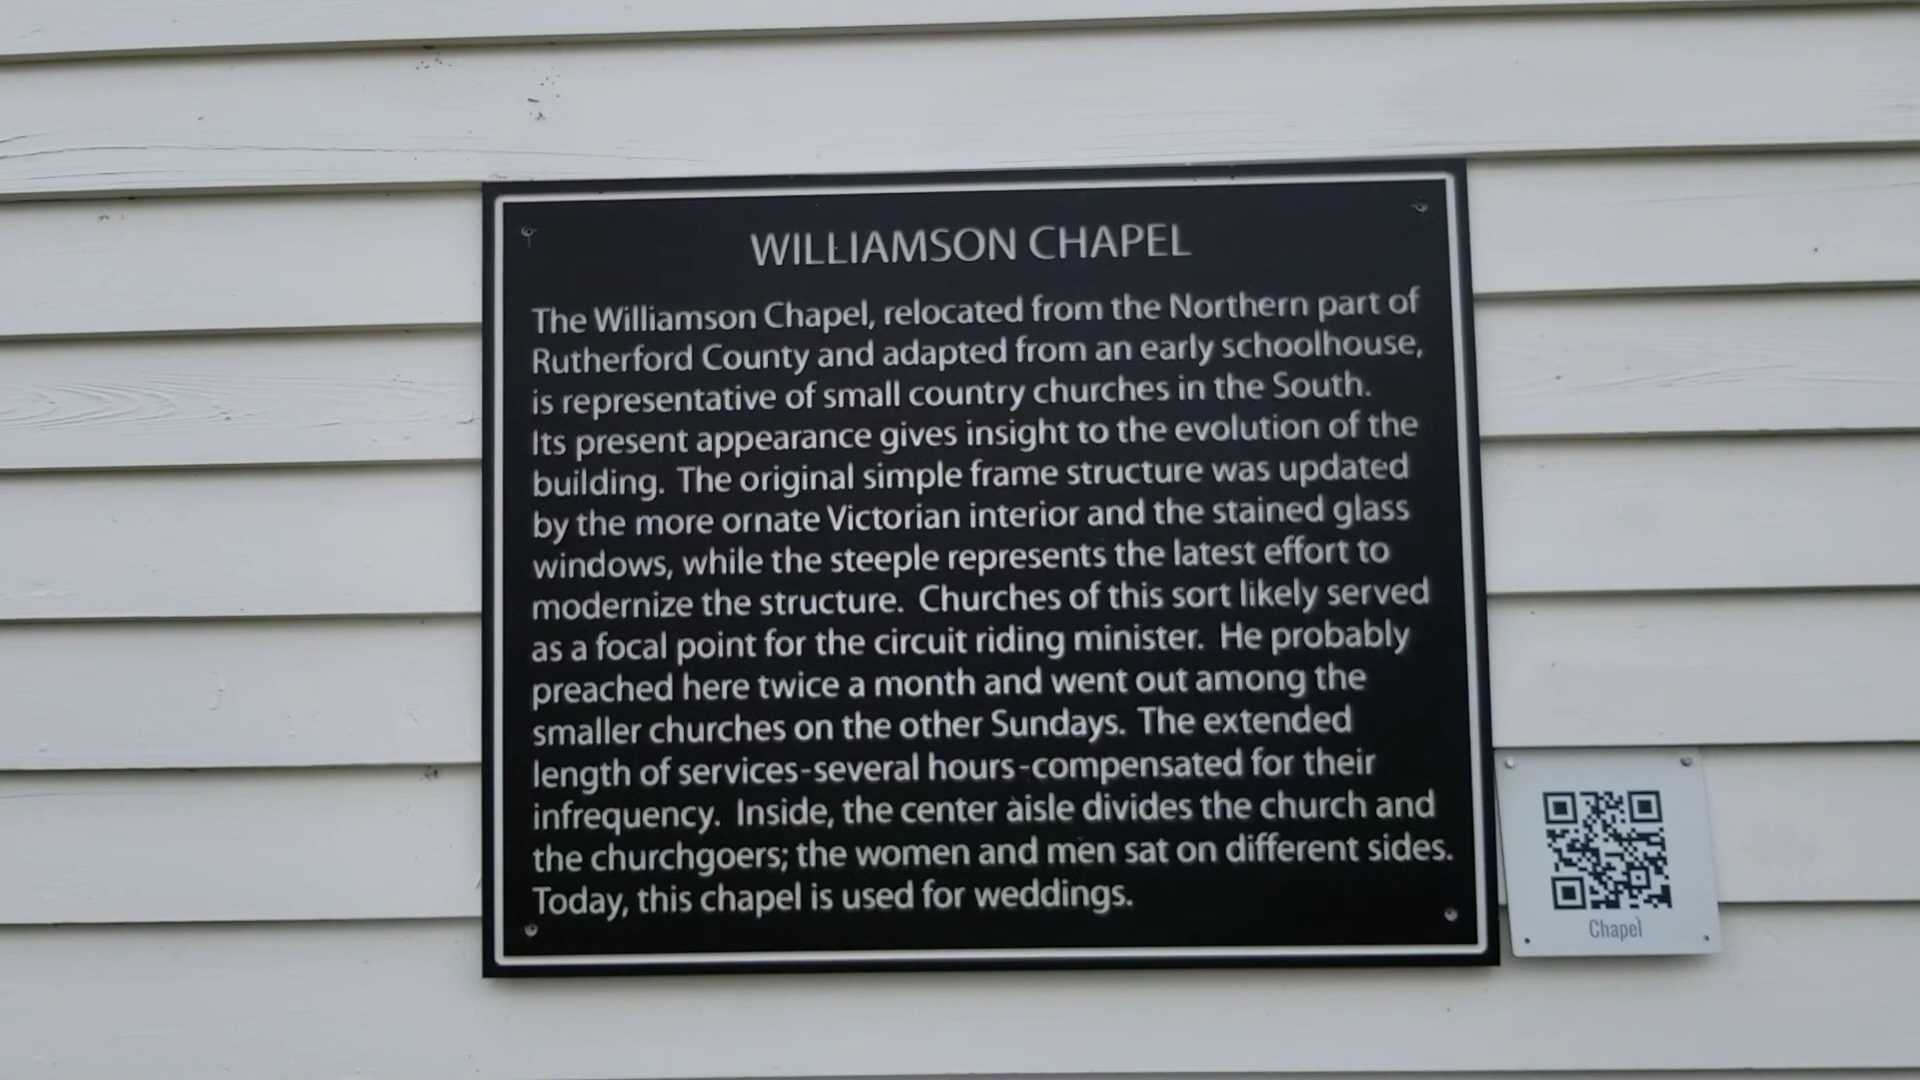 WILLIAMSON CHAPEL
The Williamson Chapel, relocated from the Northern part of
Rutherford County and adapted from an early schoolhouse,
is representative of small country churches in the South.
Its present appearance gives insight to the evolution of the
building. The original simple frame structure was updated
by the more ornate Victorian interior and the stained glass
windows, while the steeple represents the latest effort to
modernize the structure. Churches of this sort likely served
as a focal point for the circuit riding minister. He probably
preached here twice a month and went out among the
smaller churches on the other Sundays. The extended
length of services-several hours-compensated for their
infrequency. Inside, the center aisle divides the church and
the churchgoers; the women and men sat on different sides.
Today, this chapel is used for weddings.
Chapel